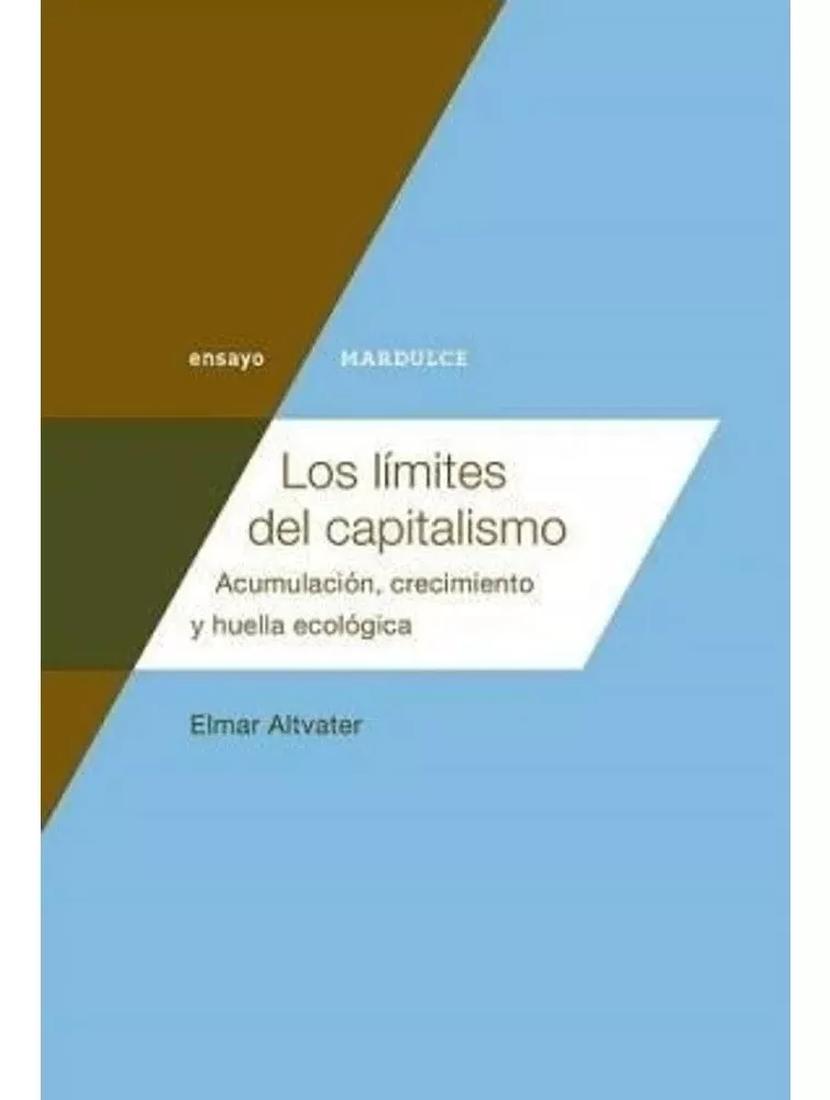 ensayo MARDULCE
Los límites
del capitalismo
Acumulación, crecimiento
y huella ecológica
Elmar Altvater